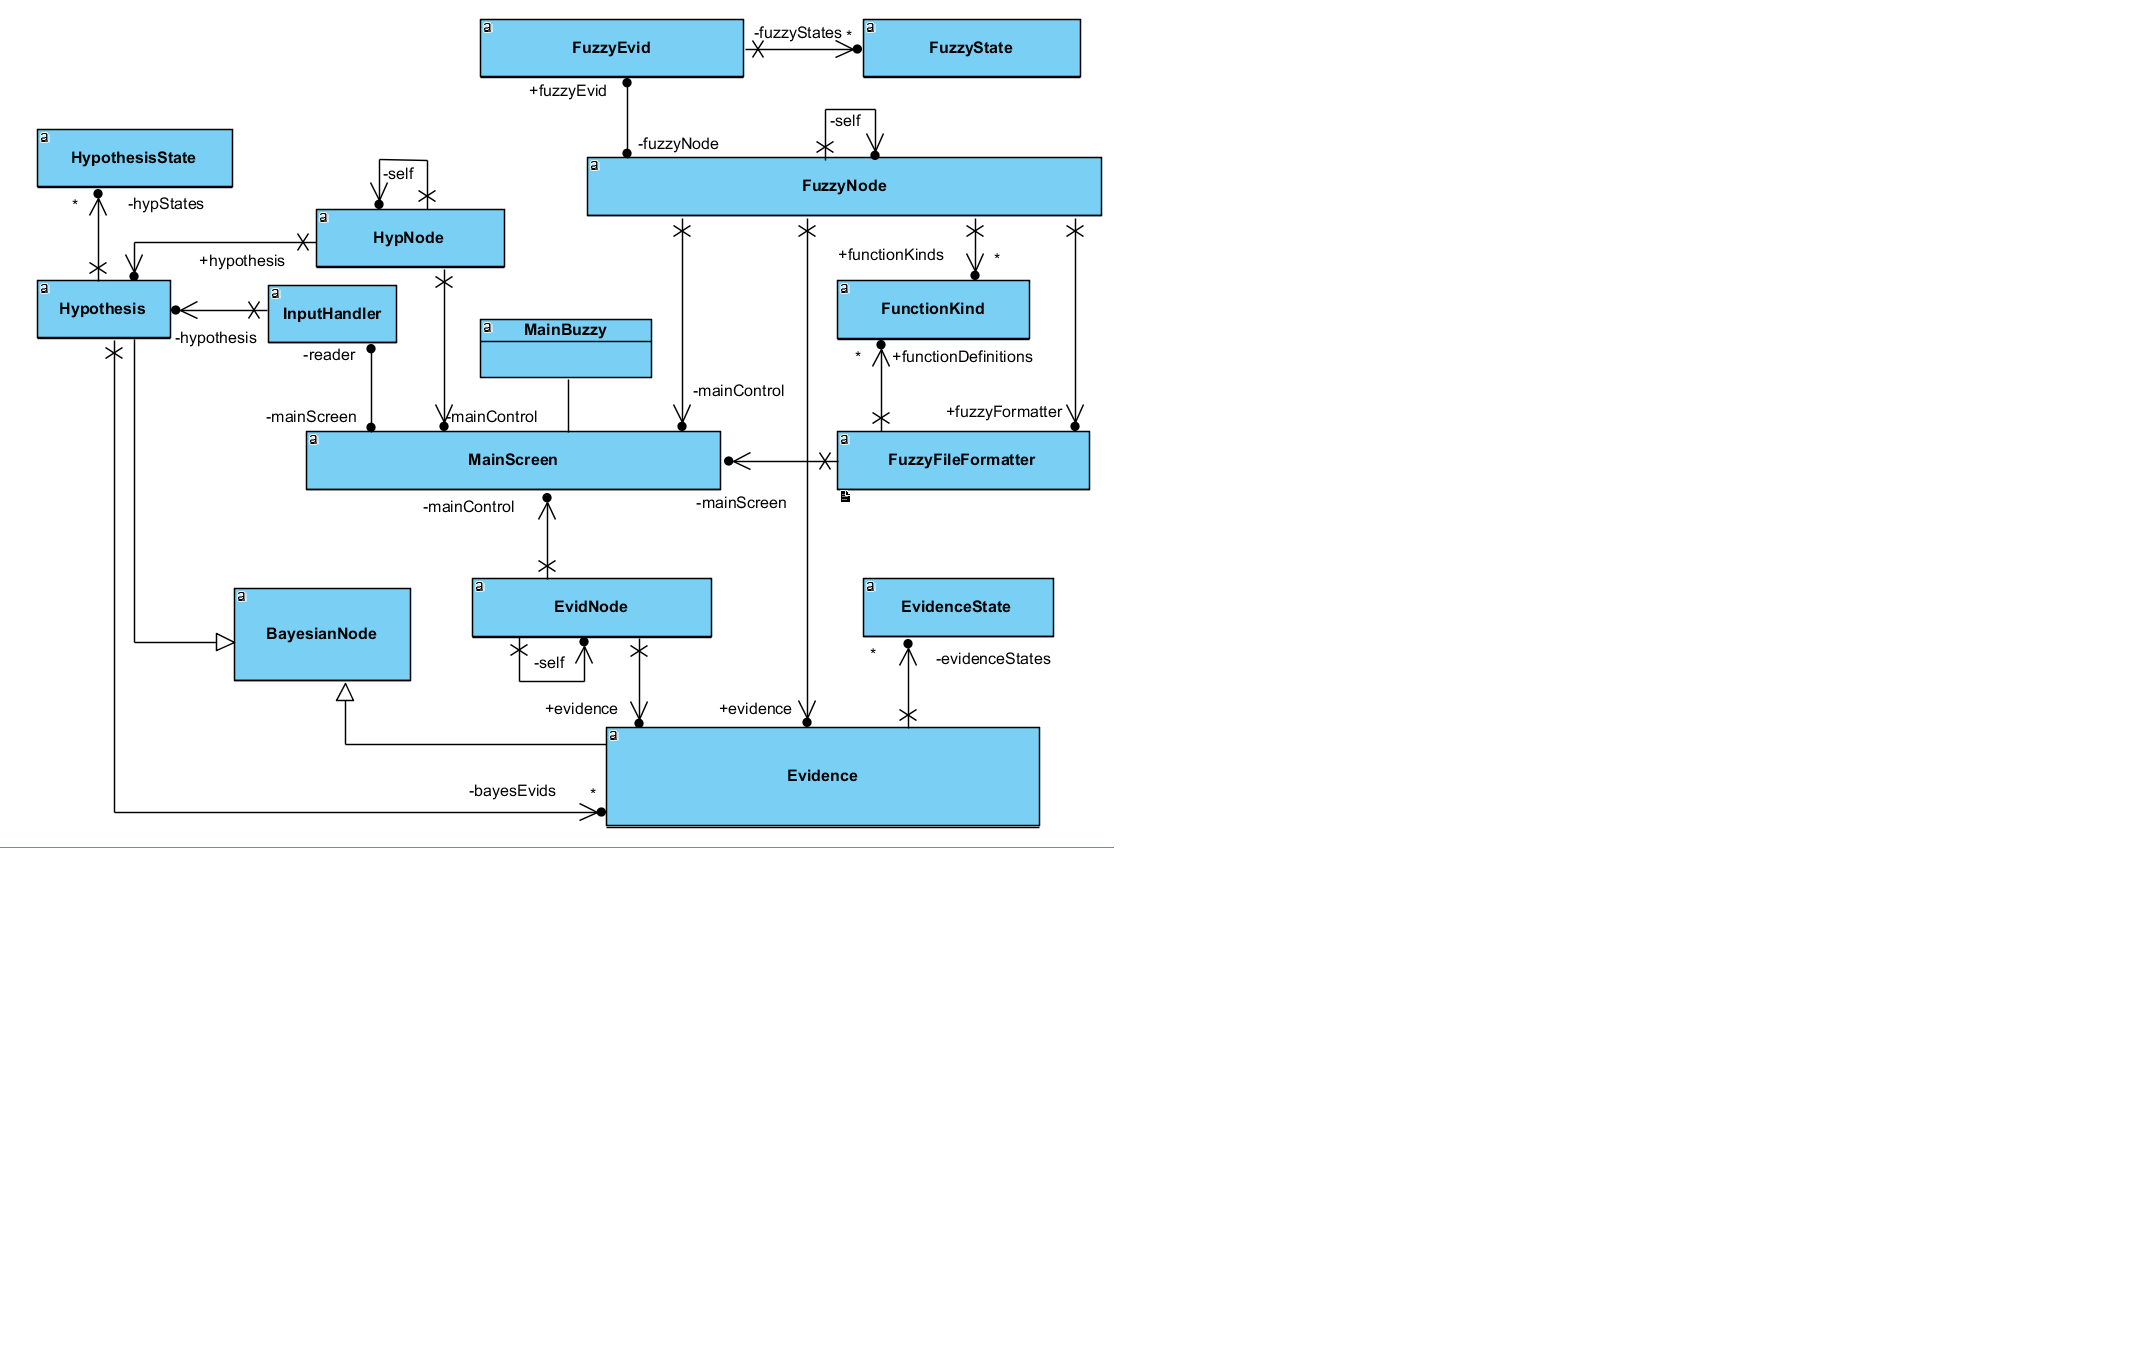 a
FuzzyEvid
-fuzzyStates *
a
FuzzyState
+fuzzyEvid
-self
a
HypothesisState
-fuzzyNode
a
FuzzyNode
-self
* -hypStates
a
HypNode
+hypothesis
+functionKinds *
a
Hypothesis
a
InputHandler
a
FunctionKind
-hypothesis
a
MainBuzzy
-reader
* +functionDefinitions
-mainControl
-mainScreen
-mainControl
+fuzzyFormatter
a
MainScreen
a
FuzzyFileFormatter
-mainControl
-mainScreen
a
BayesianNode
a
EvidNode
a
EvidenceState
-self
* -evidenceStates
+evidence
+evidence
a
Evidence
-bayesEvids *